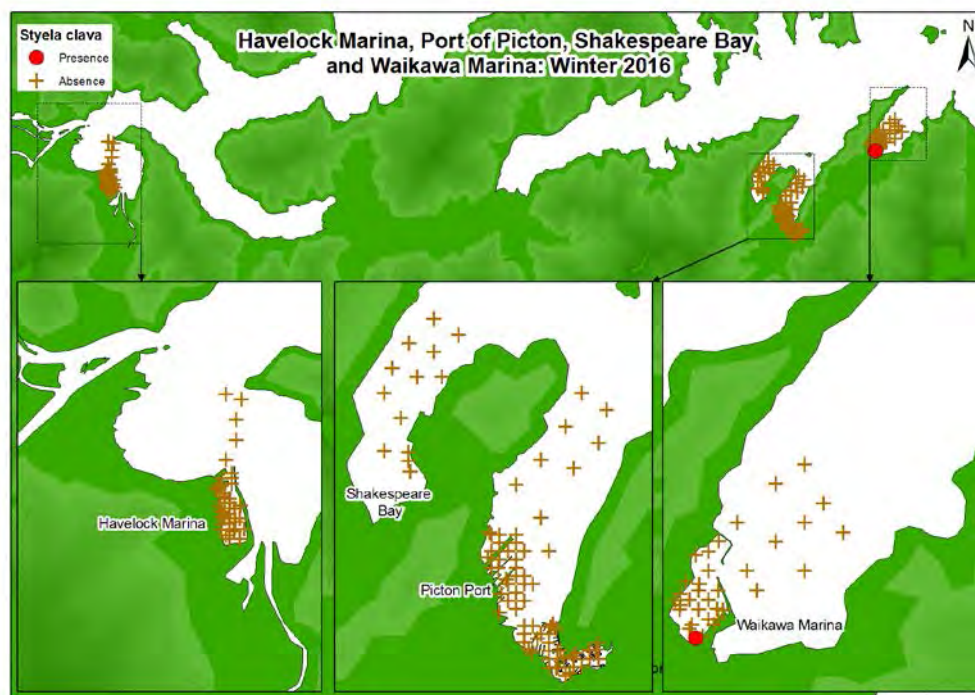 Styela clava
Presence
Absence
Havelock Marina, Port of Picton, Shakespeare Bay
and Waikawa Marina: Winter 2016
N
Havelock Marina
Shakespeare
Bay
Picton Port
Waikawa Marina